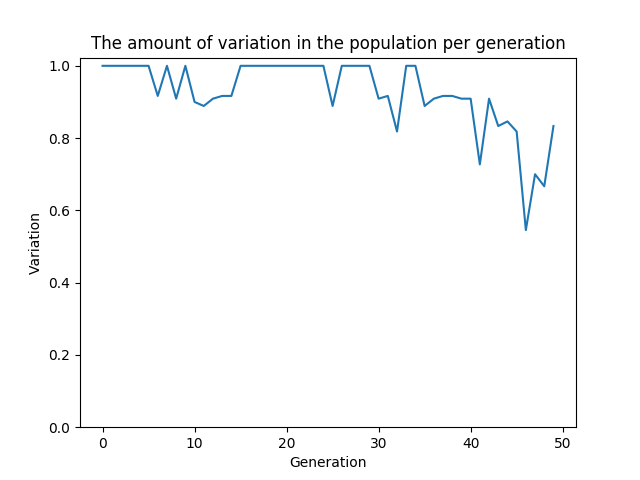 The amount of variation in the population per generation
1.0
0.8
0.6
0.4
0.2
0.0
Variation
0 10 20 30 40 50
Generation